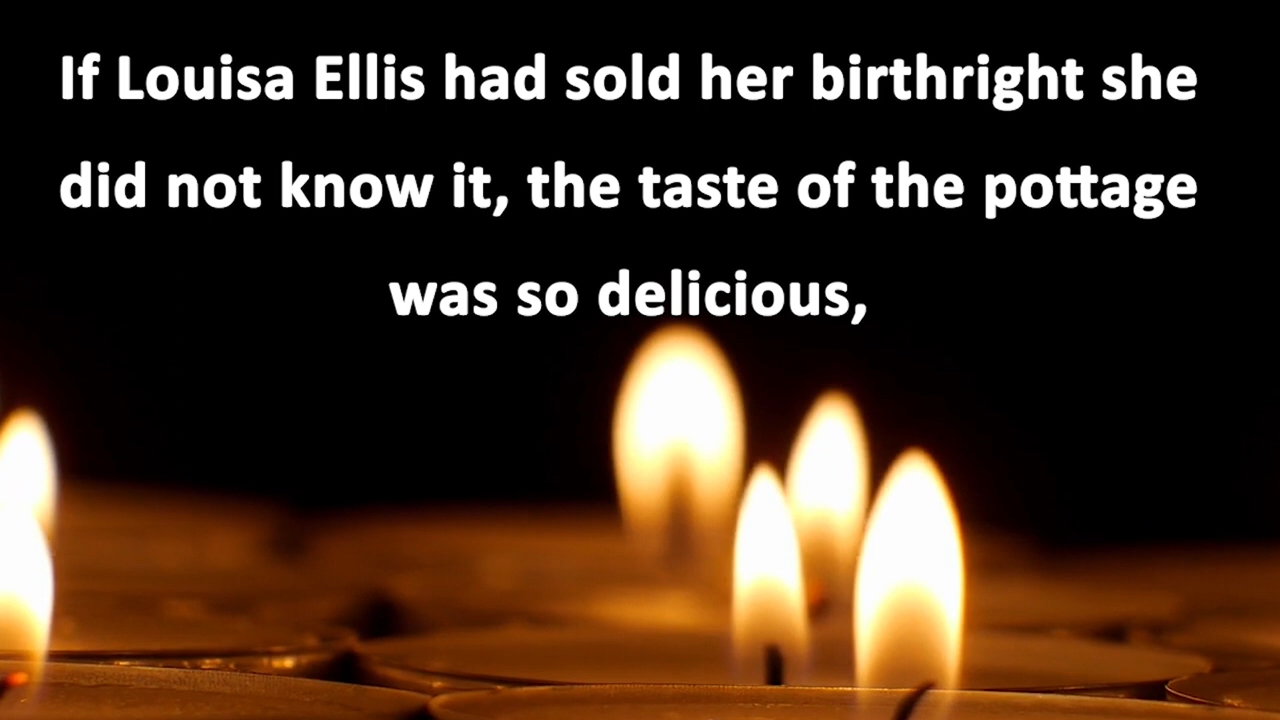 If Louisa Ellis had sold her birthright she
did not know it, the taste of the pottage
was so delicious,